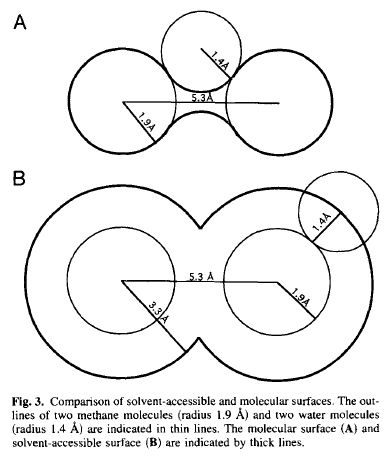 A
1.4Å
5.3Å
1.9Å
B
1.4Å
5.3 Å
3.3Å
1.9Å
Fig. 3. Comparison of solvent-accessible and molecular surfaces. The out-
lines of two methane molecules (radius 1.9 Å) and two water molecules
(radius 1.4 Å) are indicated in thin lines. The molecular surface (A) and
solvent-accessible surface (B) are indicated by thick lines.